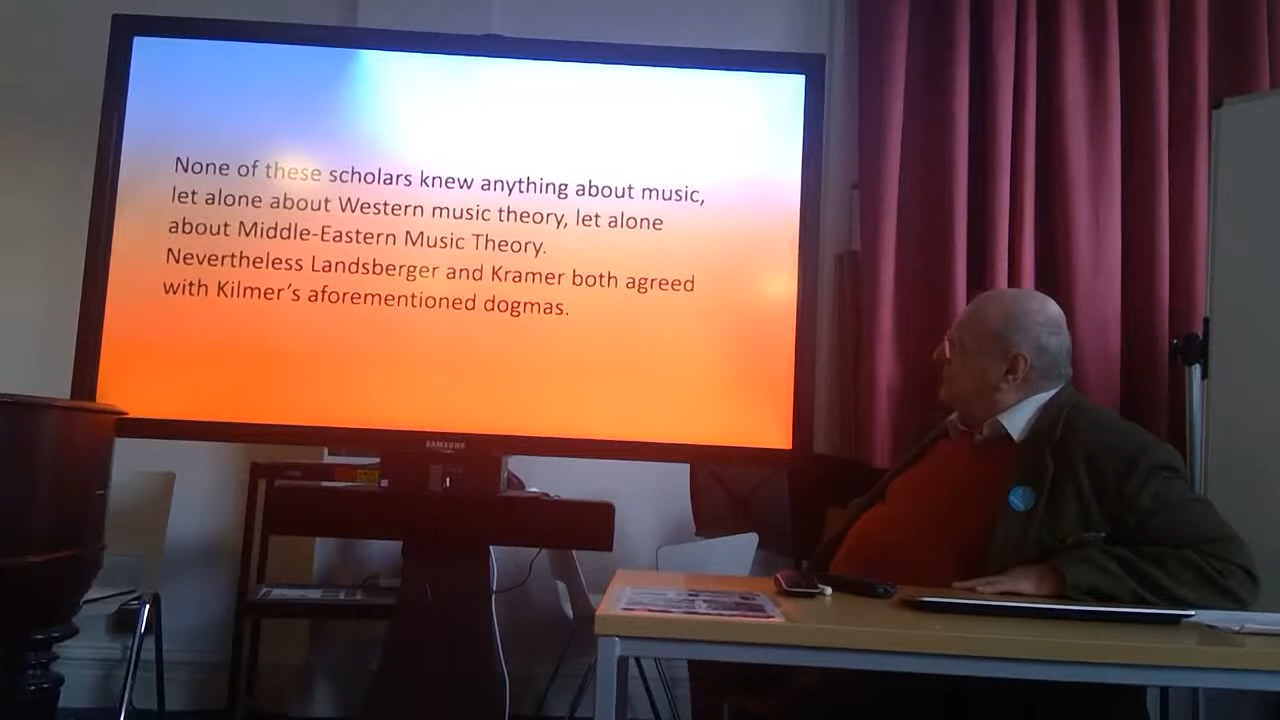 None of these scholars knew anything about music,
let alone about Western music theory, let alone
about Middle-Eastern Music Theory.
Nevertheless Landsberger and Kramer both agreed
with Kilmer's aforementioned dogmas.
SAMSUNG